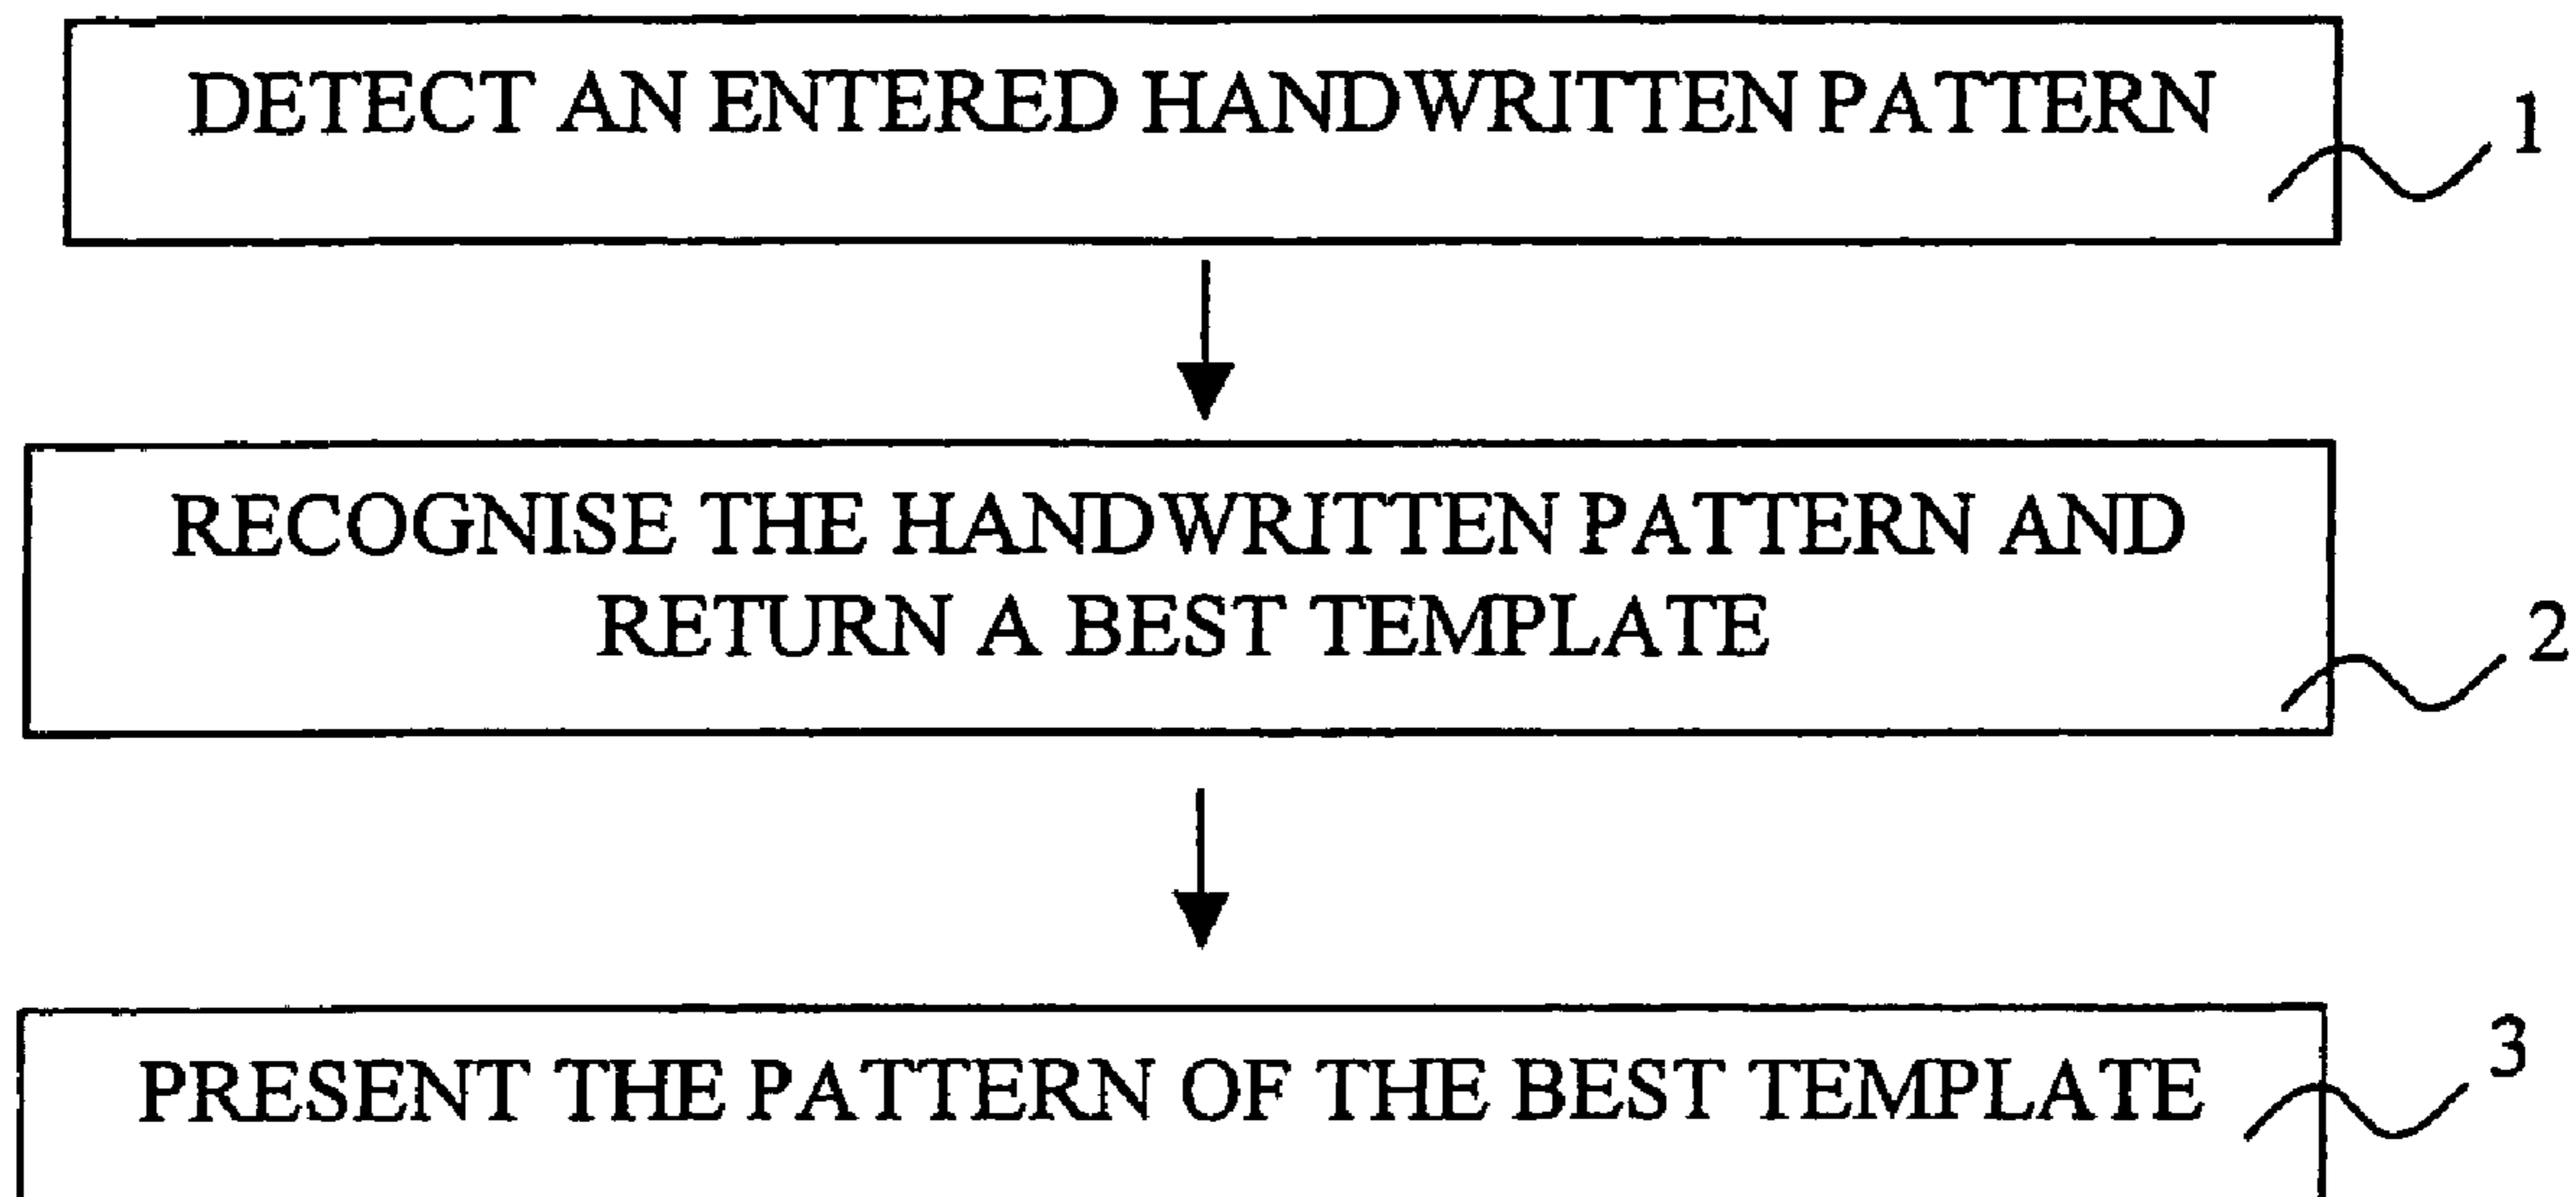 DETECT AN ENTERED HANDWRITTEN PATTERN
1
RECOGNISE THE HANDWRITTEN PATTERN AND
RETURN A BEST TEMPLATE
2
PRESENT THE PATTERN OF THE BEST TEMPLATE
3